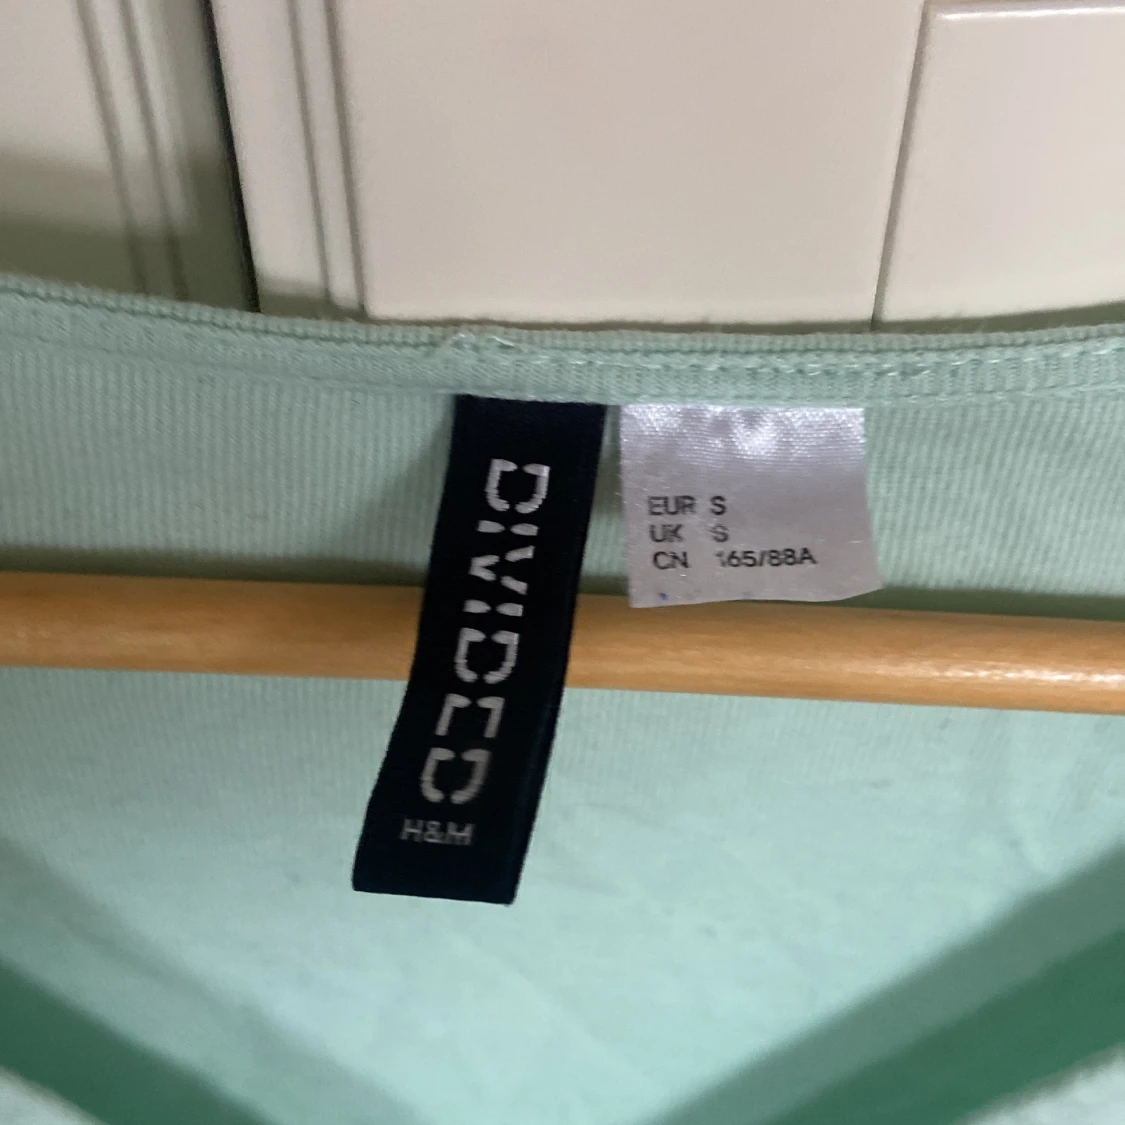 DIVIDED
H&M
EUR S
UK S
CN 165/88A